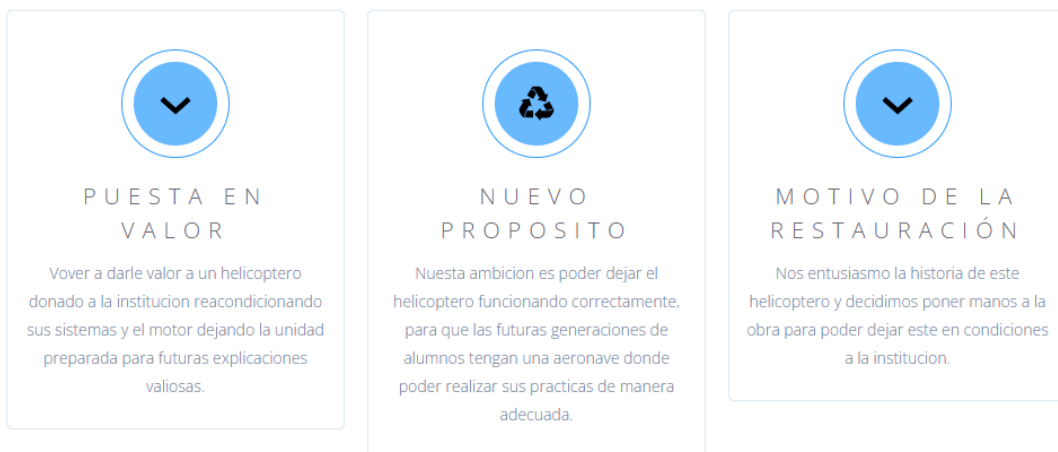 PUESTA EN
VALOR
Vover a darle valor a un helicoptero
donado a la institucion reacondicionando
sus sistemas y el motor dejando la unidad
preparada para futuras explicaciones
valiosas.
NUEVO
PROPOSITO
Nuesta ambicion es poder dejar el
helicoptero funcionando correctamente,
para que las futuras generaciones de
alumnos tengan una aeronave donde
poder realizar sus practicas de manera
adecuada.
MOTIVO DE LA
RESTAURACIÓN
Nos entusiasmo la historia de este
helicoptero y decidimos poner manos a la
obra para poder dejar este en condiciones
a la institucion.